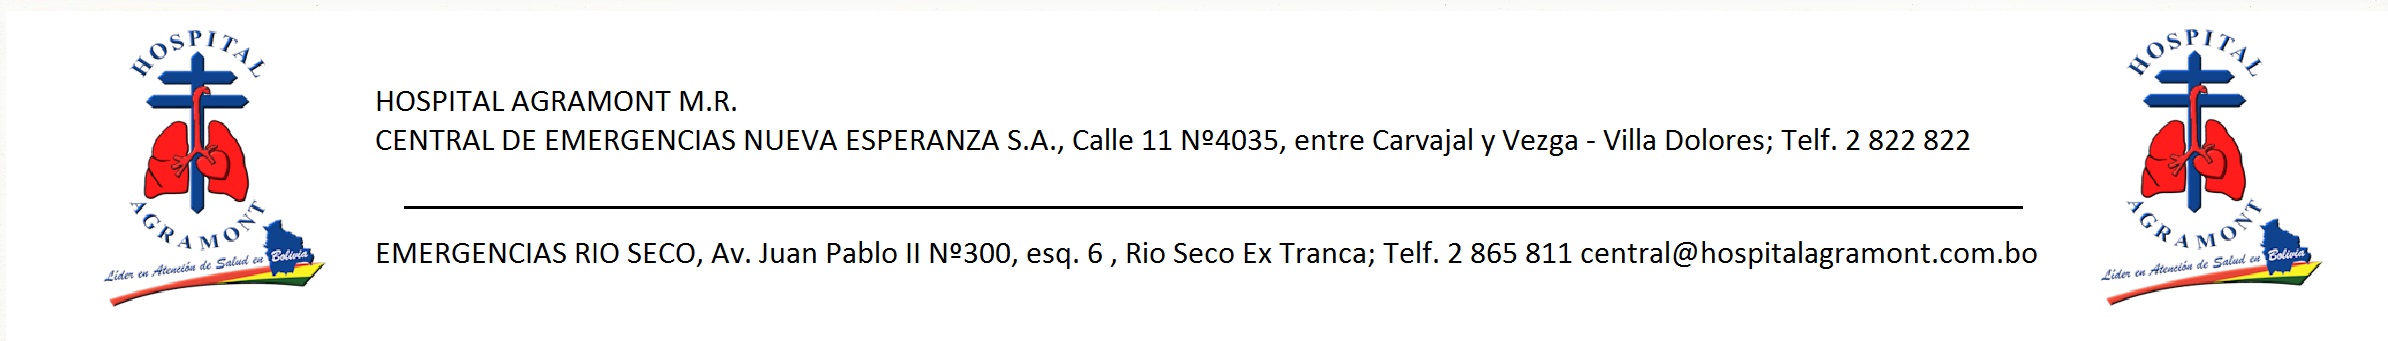 HOSPITAL
AGRAMONT
Líder en Atención de Salud en Bolivia
HOSPITAL AGRAMONT M.R.
CENTRAL DE EMERGENCIAS NUEVA ESPERANZA S.A., Calle 11 Nº4035, entre Carvajal y Vezga - Villa Dolores; Telf. 2 822 822
EMERGENCIAS RIO SECO, Av. Juan Pablo II Nº300, esq. 6 , Rio Seco Ex Tranca; Telf. 2 865 811 central@hospitalagramont.com.bo
HOSPITAL
AGRAMONT
Líder en Atención de Salud en Bolivia